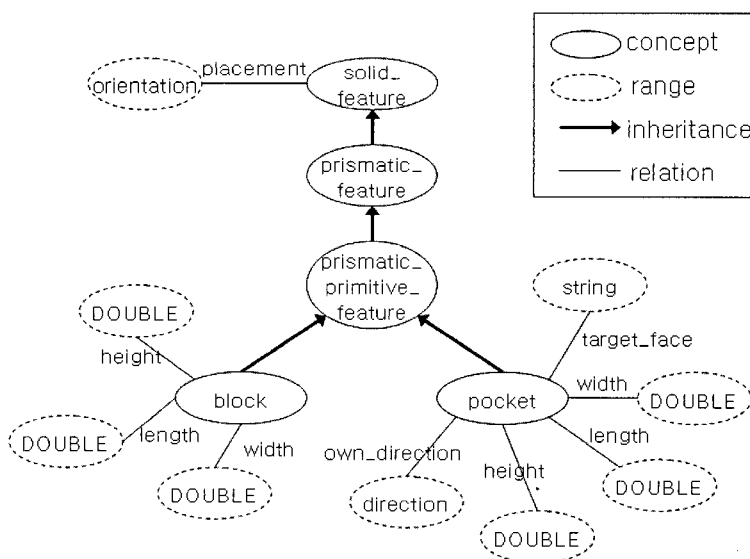 concept
range
inheritance
relation
placement
orientation
solid_
feature
prismatic_
feature
prismatic_
primitive_
feature
DOUBLE
height
block
DOUBLE
length
width
DOUBLE
string
target_face
pocket
width
DOUBLE
length
DOUBLE
own_direction
direction
height
DOUBLE